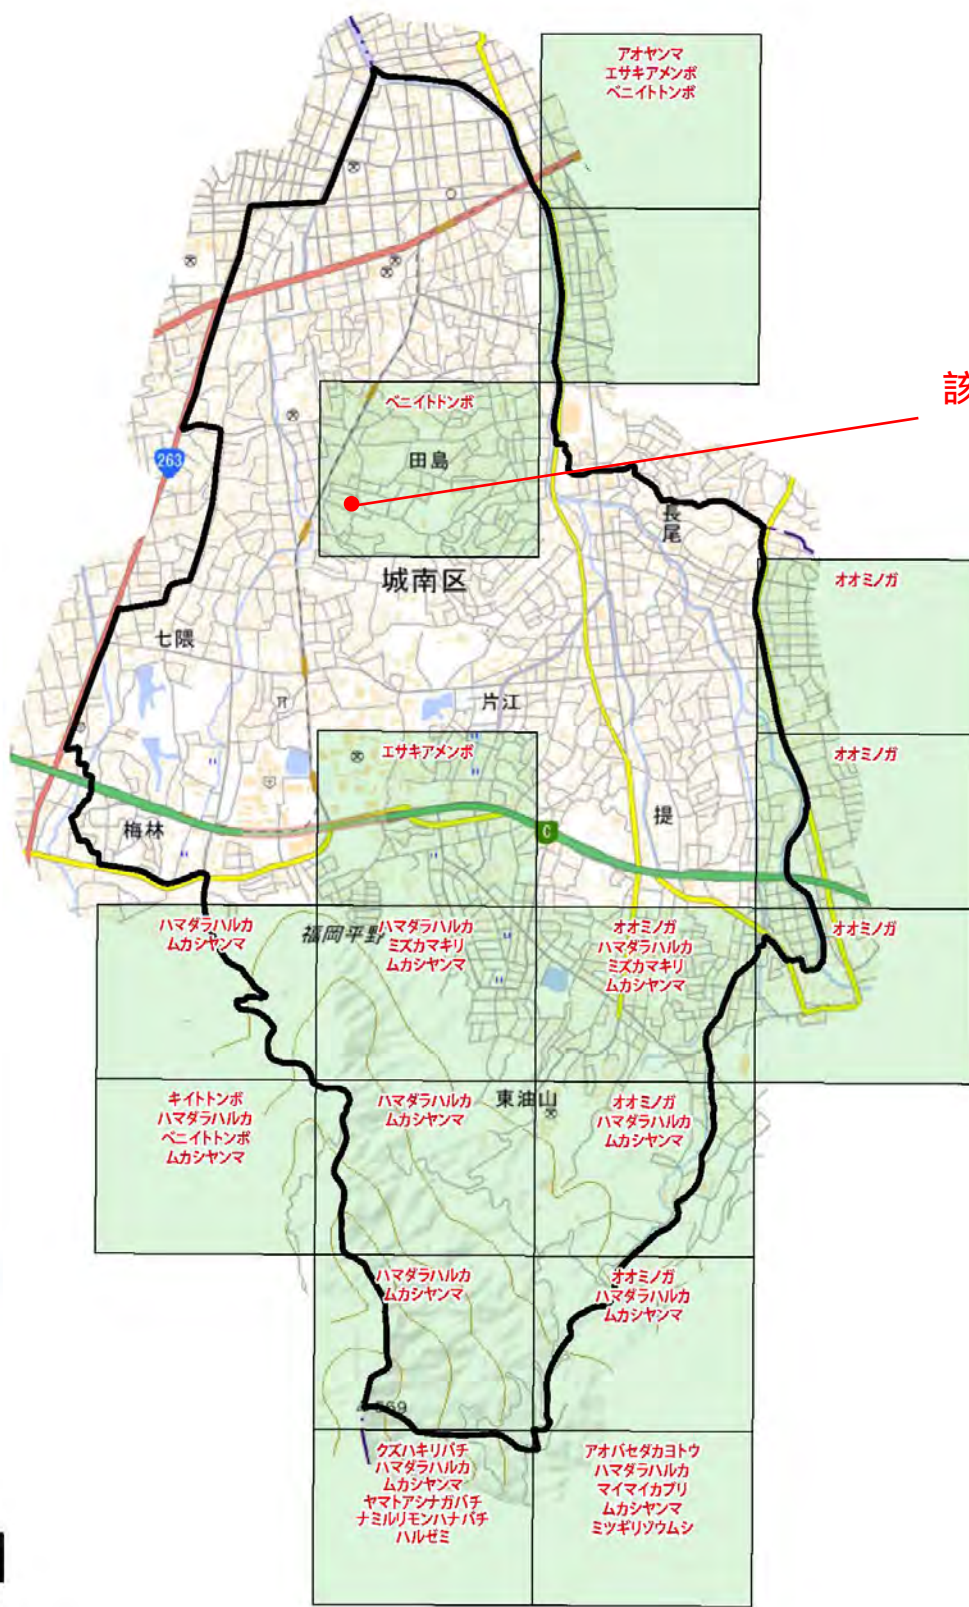 アオヤンマ
エサキアメンボ
ベニイトトンボ
該
ベニイトトンボ
田島
263
長尾
城南区
オオミノガ
七隈
片江
エサキアメンボ
オオミノガ
梅林
堤
ハマダラハルカ
ムカシヤンマ
福岡平野
ハマダラハルカ
ミズカマキリ
ムカシヤンマ
オオミノガ
ハマダラハルカ
ミズカマキリ
ムカシヤンマ
オオミノガ
キイトトンボ
ハマダラハルカ
ベニイトトンボ
ムカシヤンマ
ハマダラハルカ
ムカシヤンマ
東油山
オオミノガ
ハマダラハルカ
ムカシヤンマ
ハマダラハルカ
ムカシヤンマ
オオミノガ
ハマダラハルカ
ムカシヤンマ
クズハキリバチ
ハマダラハルカ
ムカシヤンマ
ヤマトアシナガバチ
ナミルリモンハナバチ
ハルゼミ
アオバセダカヨトウ
ハマダラハルカ
マイマイカブリ
ムカシヤンマ
ミツギリゾウムシ